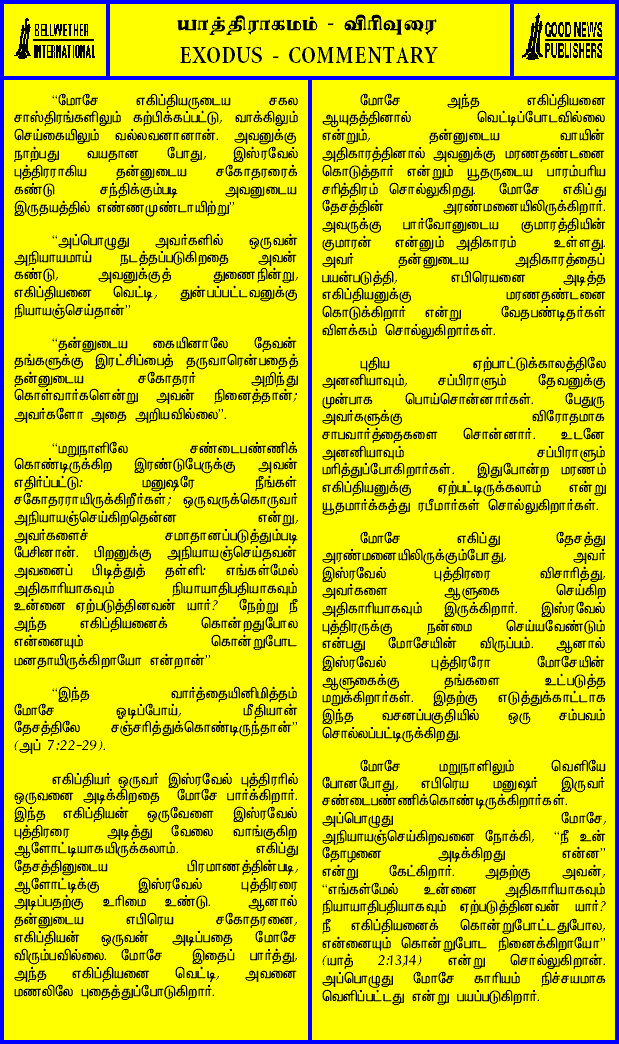 BELLWETHER
INTERNATIONAL
யாத்திராகமம் - விரிவுரை
EXODUS - COMMENTARY
GOOD NEWS
PUBLISHERS
“மோசே எகிப்தியருடைய சகல
சாஸ்திரங்களிலும் கற்பிக்கப்பட்டு, வாக்கிலும்
செய்கையிலும் வல்லவனானான். அவனுக்கு
நாற்பது வயதான போது, இஸ்ரவேல்
புத்திரராகிய தன்னுடைய சகோதரரைக்
கண்டு சந்திக்கும்படி அவனுடைய
இருதயத்தில் எண்ணமுண்டாயிற்று”
“அப்பொழுது அவர்களில் ஒருவன்
அநியாயமாய் நடத்தப்படுகிறதை அவன்
கண்டு, அவனுக்குத் துணைநின்று,
எகிப்தியனை வெட்டி, துன்பப்பட்டவனுக்கு
நியாயஞ்செய்தான்”
“தன்னுடைய கையினாலே தேவன்
தங்களுக்கு இரட்சிப்பைத் தருவாரென்பதைத்
தன்னுடைய சகோதரர் அறிந்து
கொள்வார்களென்று அவன் நினைத்தான்;
அவர்களோ அதை அறியவில்லை”.
“மறுநாளிலே சண்டைபண்ணிக்
கொண்டிருக்கிற இரண்டுபேருக்கு அவன்
எதிர்ப்பட்டு: மனுஷரே நீங்கள்
சகோதரராயிருக்கிறீர்கள்; ஒருவருக்கொருவர்
அநியாயஞ்செய்கிறதென்ன என்று,
அவர்களைச் சமாதானப்படுத்தும்படி
பேசினான். பிறனுக்கு அநியாயஞ்செய்தவன்
அவனைப் பிடித்துத் தள்ளி: எங்கள்மேல்
அதிகாரியாகவும் நியாயாதிபதியாகவும்
உன்னை ஏற்படுத்தினவன் யார்? நேற்று நீ
அந்த எகிப்தியனைக் கொன்றதுபோல
என்னையும் கொன்றுபோட
மனதாயிருக்கிறாயோ என்றான்”
“இந்த வார்த்தையினிமித்தம்
மோசே ஓடிப்போய், மீதியான்
தேசத்திலே சஞ்சரித்துக்கொண்டிருந்தான்”
(அப் 7:22-29).
எகிப்தியர் ஒருவர் இஸ்ரவேல் புத்திரரில்
ஒருவனை அடிக்கிறதை மோசே பார்க்கிறார்.
இந்த எகிப்தியன் ஒருவேளை இஸ்ரவேல்
புத்திரரை அடித்து வேலை வாங்குகிற
ஆளோட்டியாகயிருக்கலாம். எகிப்து
தேசத்தினுடைய பிரமாணத்தின்படி,
ஆளோட்டிக்கு இஸ்ரவேல் புத்திரரை
அடிப்பதற்கு உரிமை உண்டு. ஆனால்
தன்னுடைய எபிரெய சகோதரனை,
எகிப்தியன் ஒருவன் அடிப்பதை மோசே
விரும்பவில்லை. மோசே இதைப் பார்த்து,
அந்த எகிப்தியனை வெட்டி, அவனை
மணலிலே புதைத்துப்போடுகிறார்.
மோசே அந்த எகிப்தியனை
ஆயுதத்தினால் வெட்டிப்போடவில்லை
என்றும், தன்னுடைய வாயின்
அதிகாரத்தினால் அவனுக்கு மரணதண்டனை
கொடுத்தார் என்றும் யூதருடைய பாரம்பரிய
சரித்திரம் சொல்லுகிறது. மோசே எகிப்து
தேசத்தின் அரண்மனையிலிருக்கிறார்.
அவருக்கு பார்வோனுடைய குமாரத்தியின்
குமாரன் என்னும் அதிகாரம் உள்ளது.
அவர் தன்னுடைய அதிகாரத்தைப்
பயன்படுத்தி, எபிரெயனை அடித்த
எகிப்தியனுக்கு மரணதண்டனை
கொடுக்கிறார் என்று வேதபண்டிதர்கள்
விளக்கம் சொல்லுகிறார்கள்.
புதிய ஏற்பாட்டுக்காலத்திலே
அனனியாவும், சப்பிராளும் தேவனுக்கு
முன்பாக பொய்சொன்னார்கள். பேதுரு
அவர்களுக்கு விரோதமாக
சாபவார்த்தைகளை சொன்னார். உடனே
அனனியாவும் சப்பிராளும்
மரித்துப்போகிறார்கள். இதுபோன்ற மரணம்
எகிப்தியனுக்கு ஏற்பட்டிருக்கலாம் என்று
யூதமார்க்கத்து ரபீமார்கள் சொல்லுகிறார்கள்.
மோசே எகிப்து தேசத்து
அரண்மனையிலிருக்கும்போது, அவர்
இஸ்ரவேல் புத்திரரை விசாரித்து,
அவர்களை ஆளுகை செய்கிற
அதிகாரியாகவும் இருக்கிறார். இஸ்ரவேல்
புத்திரருக்கு நன்மை செய்யவேண்டும்
என்பது மோசேயின் விருப்பம். ஆனால்
இஸ்ரவேல் புத்திரரோ மோசேயின்
ஆளுகைக்கு தங்களை உட்படுத்த
மறுக்கிறார்கள். இதற்கு எடுத்துக்காட்டாக
இந்த வசனப்பகுதியில் ஒரு சம்பவம்
சொல்லப்பட்டிருக்கிறது.
மோசே மறுநாளிலும் வெளியே
போனபோது, எபிரெய மனுஷர் இருவர்
சண்டைபண்ணிக்கொண்டிருக்கிறார்கள்.
அப்பொழுது மோசே,
அநியாயஞ்செய்கிறவனை நோக்கி, “நீ உன்
தோழனை அடிக்கிறது என்ன”
என்று கேட்கிறார். அதற்கு அவன்,
“எங்கள்மேல் உன்னை அதிகாரியாகவும்
நியாயாதிபதியாகவும் ஏற்படுத்தினவன் யார்?
நீ எகிப்தியனைக் கொன்றுபோட்டதுபோல,
என்னையும் கொன்றுபோட நினைக்கிறாயோ”
(யாத் 2:13,14) என்று சொல்லுகிறான்.
அப்பொழுது மோசே காரியம் நிச்சயமாக
வெளிப்பட்டது என்று பயப்படுகிறார்.